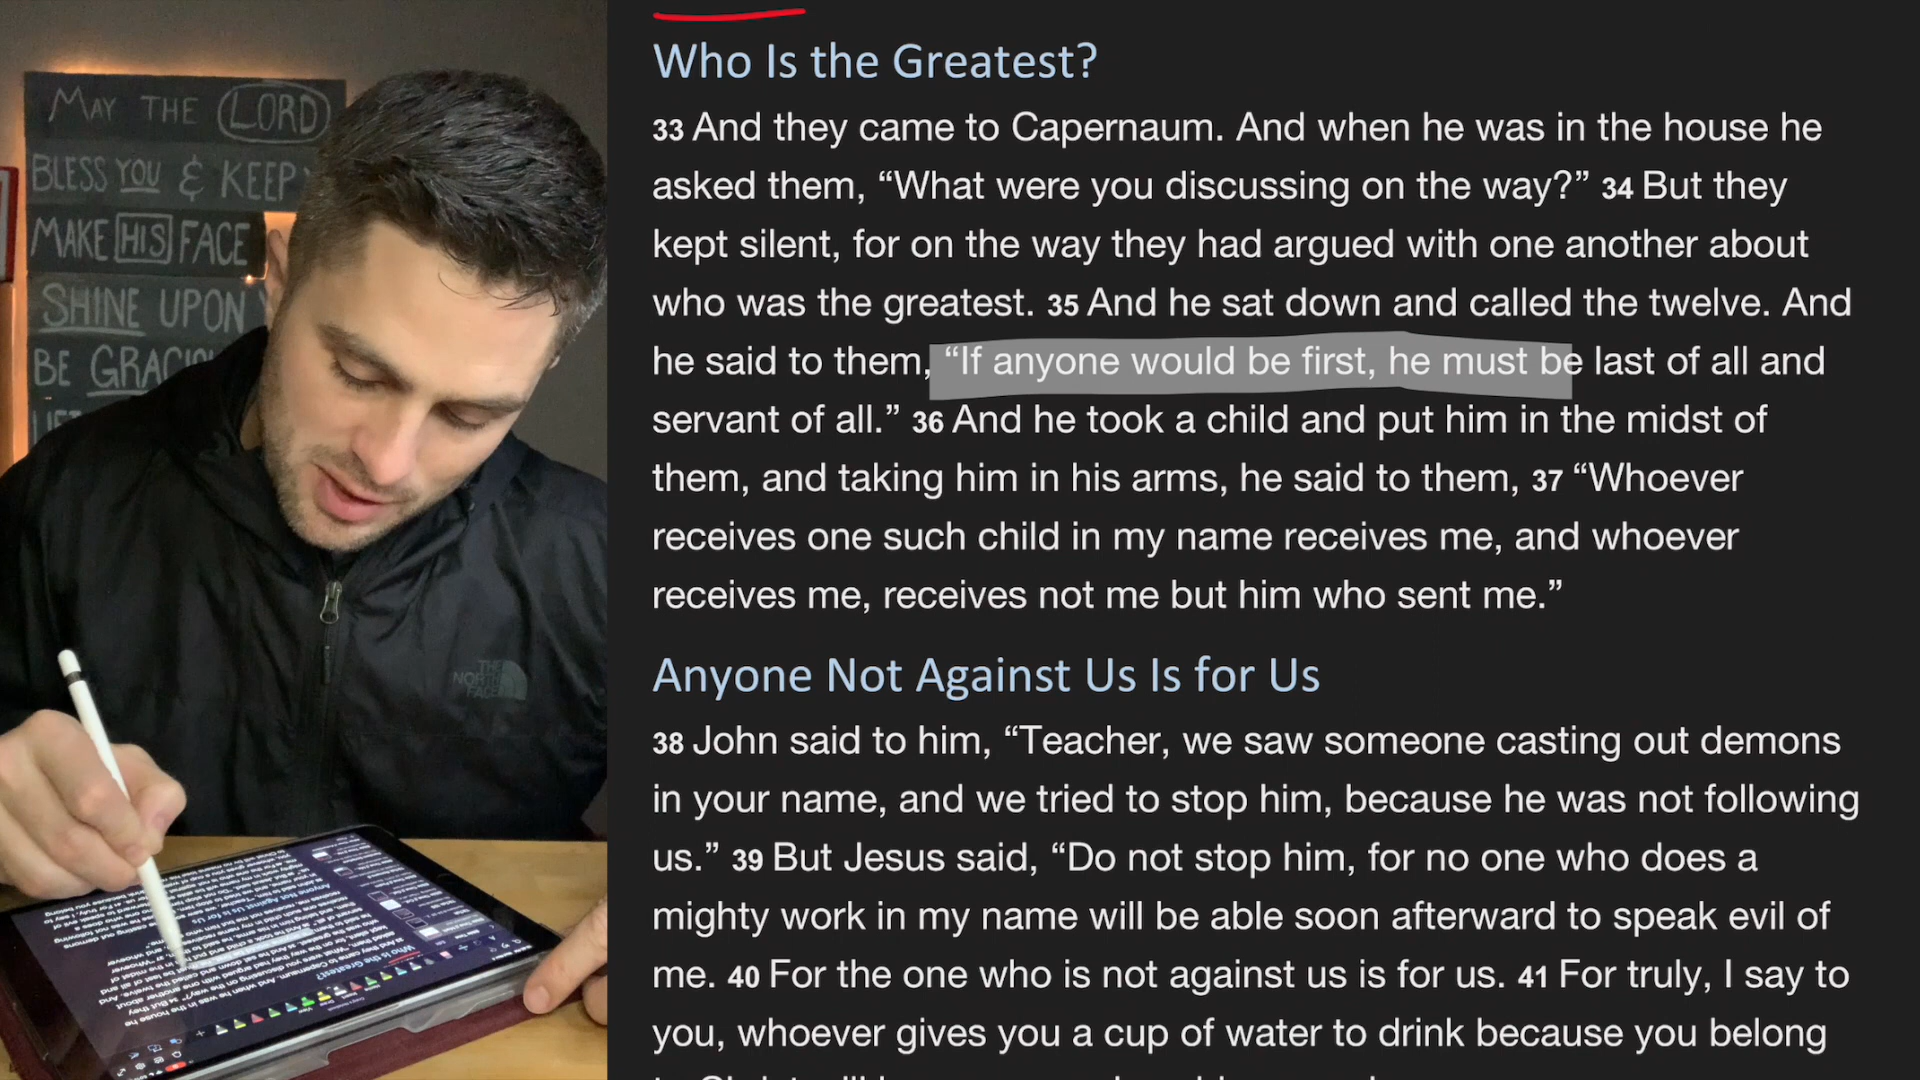 MAY THE LORD
BLESS YOU & KEEP
MAKE HIS FACE
SHINE UPON
BE
THE
NORTH
FACE
Who Is the Greatest?
33 And they came to Capernaum. And when he was in the house he
asked them, “What were you discussing on the way?” 34 But they
kept silent, for on the way they had argued with one another about
who was the greatest. 35 And he sat down and called the twelve. And
he said to them, “If anyone would be first, he must be last of all and
servant of all.” 36 And he took a child and put him in the midst of
them, and taking him in his arms, he said to them, 37 “Whoever
receives one such child in my name receives me, and whoever
receives me, receives not me but him who sent me.”
Anyone Not Against Us Is for Us
38 John said to him, “Teacher, we saw someone casting out demons
in your name, and we tried to stop him, because he was not following
us.” 39 But Jesus said, “Do not stop him, for no one who does a
mighty work in my name will be able soon afterward to speak evil of
me. 40 For the one who is not against us is for us. 41 For truly, I say to
you, whoever gives you a cup of water to drink because you belong